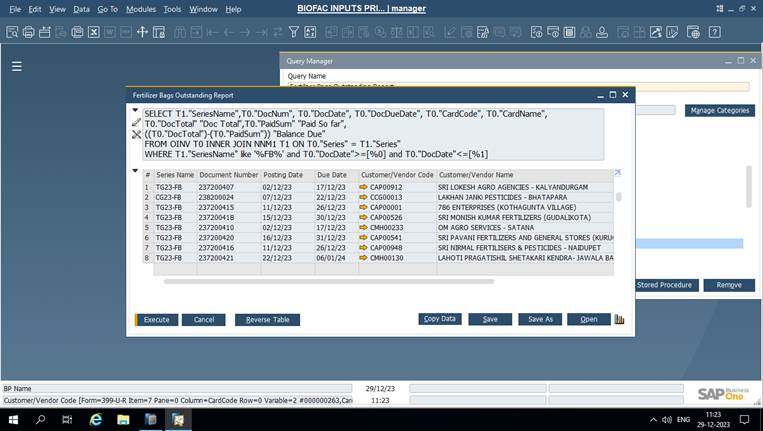 BIOFAC INPUTS PRI... | manager
File Edit View Data Go To Modules Tools Window Help
Query Manager
Query Name
Manage Categories
Fertilizer Bags Outstanding Report
SELECT T1."SeriesName",T0."DocNum", T0."DocDate", T0."DocDueDate", T0."CardCode", T0."CardName",
T0."DocTotal" "Doc Total",T0."PaidSum" "Paid So far",
((T0."DocTotal")-(T0."PaidSum")) "Balance Due"
FROM OINV T0 INNER JOIN NNM1 T1 ON T0."Series" = T1."Series"
WHERE T1."SeriesName" like '%FB%' and T0."DocDate">=[%0] and T0."DocDate"<=[%1]
# Series Name Document Number Posting Date Due Date Customer/Vendor Code Customer/Vendor Name
1 TG23-FB 237200407 02/12/23 17/12/23 CAP00912 SRI LOKESH AGRO AGENCIES - KALYANDURGAM
2 CG23-FB 238200024 07/12/23 22/12/23 CCG00013 LAKHAN JANKI PESTICIDES - BHATAPARA
3 TG23-FB 237200415 11/12/23 26/12/23 CAP00001 786 ENTERPRISES (KOTHAGUNTA VILLAGE)
4 TG23-FB 237200418 15/12/23 30/12/23 CAP00526 SRI MONISH KUMAR FERTILIZERS (GUDALIKOTA)
5 TG23-FB 237200410 02/12/23 17/12/23 CMH00233 OM AGRO SERVICES - SATANA
6 TG23-FB 237200420 16/12/23 31/12/23 CAP00541 SRI PAVANI FERTILIZERS AND GENERAL STORES (KURU
7 TG23-FB 237200416 11/12/23 26/12/23 CAP00948 SRI NIRMAL FERTILISERS & PESTICIDES - NAIDUPET
8 TG23-FB 237200421 22/12/23 06/01/24 CMH00130 LAHOTI PRAGATISHIL SHETAKARI KENDRA- JAWALA BA
Stored Procedure Remove
Execute Cancel Reverse Table Copy Data Save Save As Open
BP Name 29/12/23
Customer/Vendor Code [Form=399-U-R Item=7 Pane=0 Column=CardCode Row=0 Variable=2 #000000263,Car 11:23
SAP Business One
ENG
11:23
29-12-2023